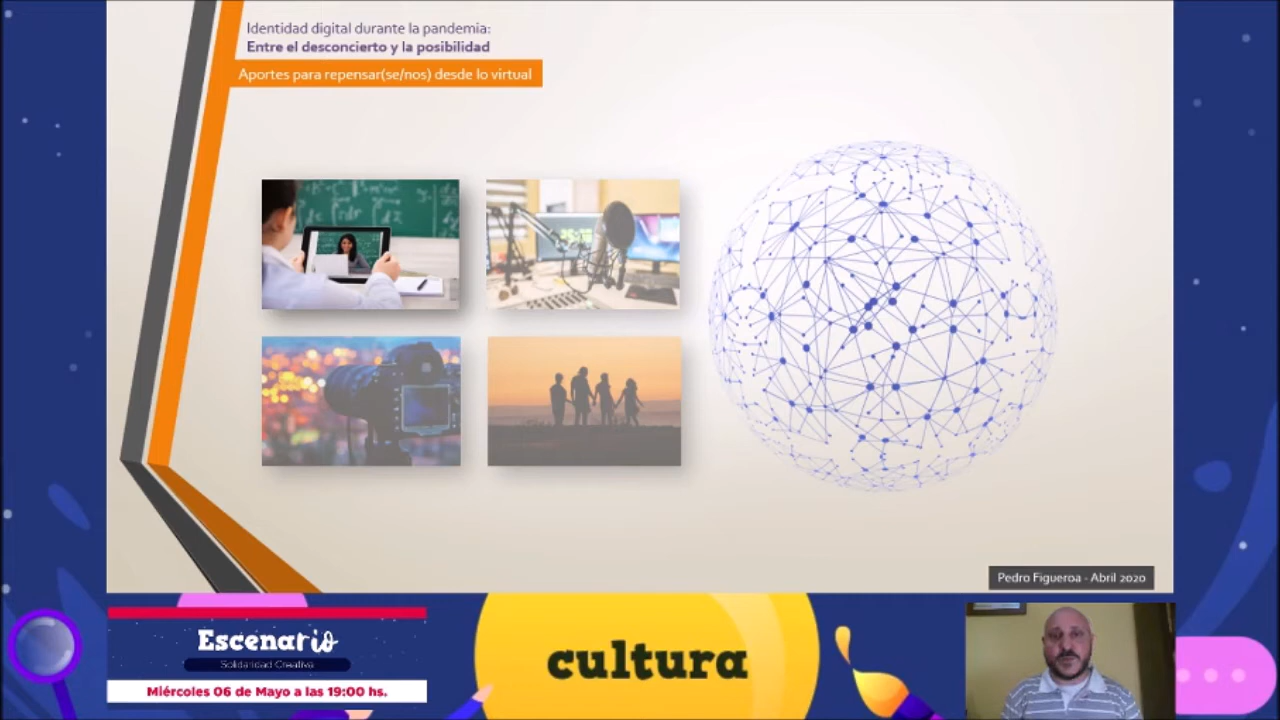 Identidad digital durante la pandemia:
Entre el desconcierto y la posibilidad
Aportes para repensar(se/nos) desde lo virtual
Pedro Figueroa - Abril 2020
Escenario
Solidaridad Creativa
Miércoles 06 de Mayo a las 19:00 hs.
cultura